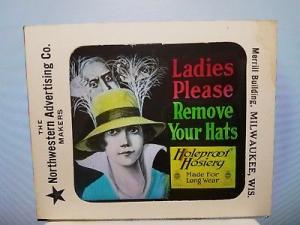 THE
Northwestern Advertising Co.
MAKERS
Ladies
Please
Remove
Your Hats
Holeproof
Hosiery
Made For
Long Wear
Merrill Building, MILWAUKEE, WIS.